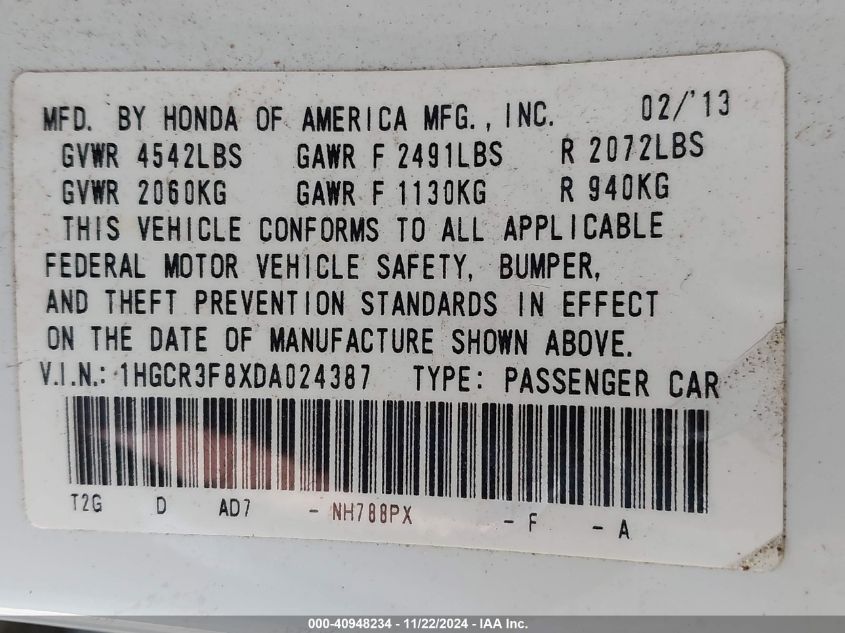 MFD. BY HONDA OF AMERICA MFG., INC. 02/'13
GVWR 4542LBS GAWR F 2491LBS R 2072LBS
GVWR 2060KG GAWR F 1130KG R 940KG
THIS VEHICLE CONFORMS TO ALL APPLICABLE
FEDERAL MOTOR VEHICLE SAFETY, BUMPER,
AND THEFT PREVENTION STANDARDS IN EFFECT
ON THE DATE OF MANUFACTURE SHOWN ABOVE.
V.I.N.: 1HGCR3F8XDA024387 TYPE: PASSENGER CAR
T2G D AD7 - NH788PX - F - A
000-40948234 - 11/22/2024 - IAA Inc.